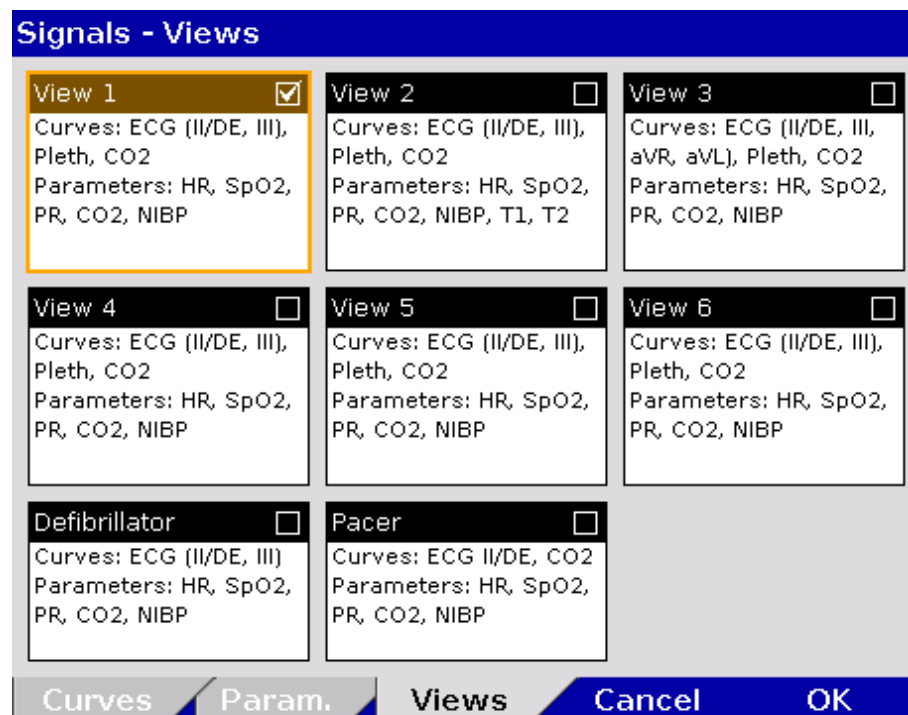 Signals - Views
View 1
Curves: ECG (II/DE, III),
Pleth, CO2
Parameters: HR, SpO2,
PR, CO2, NIBP
View 2
Curves: ECG (II/DE, III),
Pleth, CO2
Parameters: HR, SpO2,
PR, CO2, NIBP, T1, T2
View 3
Curves: ECG (II/DE, III,
aVR, aVL), Pleth, CO2
Parameters: HR, SpO2,
PR, CO2, NIBP
View 4
Curves: ECG (II/DE, III),
Pleth, CO2
Parameters: HR, SpO2,
PR, CO2, NIBP
View 5
Curves: ECG (II/DE, III),
Pleth, CO2
Parameters: HR, SpO2,
PR, CO2, NIBP
View 6
Curves: ECG (II/DE, III),
Pleth, CO2
Parameters: HR, SpO2,
PR, CO2, NIBP
Defibrillator
Curves: ECG (II/DE, III)
Parameters: HR, SpO2,
PR, CO2, NIBP
Pacer
Curves: ECG II/DE, CO2
Parameters: HR, SpO2,
PR, CO2, NIBP
Curves Param. Views Cancel OK